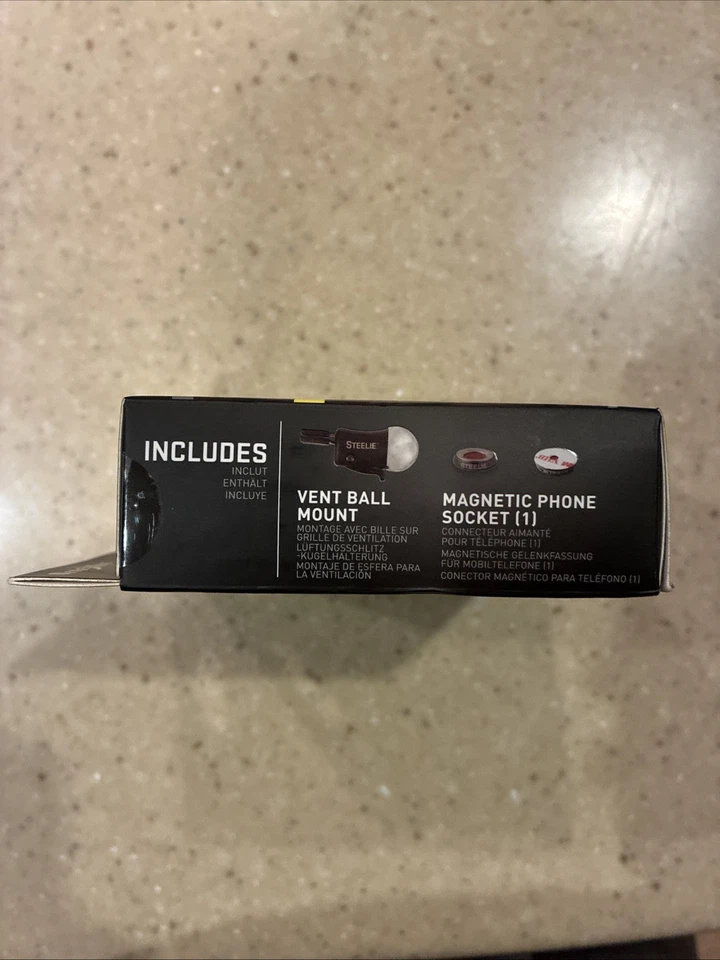 INCLUDES
INCLUT
ENTHÄLT
INCLUYE
STEELIE
VENT BALL
MOUNT
MONTAGE AVEC BILLE SUR
GRILLE DE VENTILATION
LÜFTUNGSSCHLITZ
-KUGELHALTERUNG
MONTAJE DE ESFERA PARA
LA VENTILACIÓN
STEELIE
MAGNETIC PHONE
SOCKET (1)
CONNECTEUR AIMANTÉ
POUR TÉLÉPHONE (1)
MAGNETISCHE GELENKFASSUNG
FÜR MOBILTELEFONE (1)
CONECTOR MAGNÉTICO PARA TELÉFONO (1)